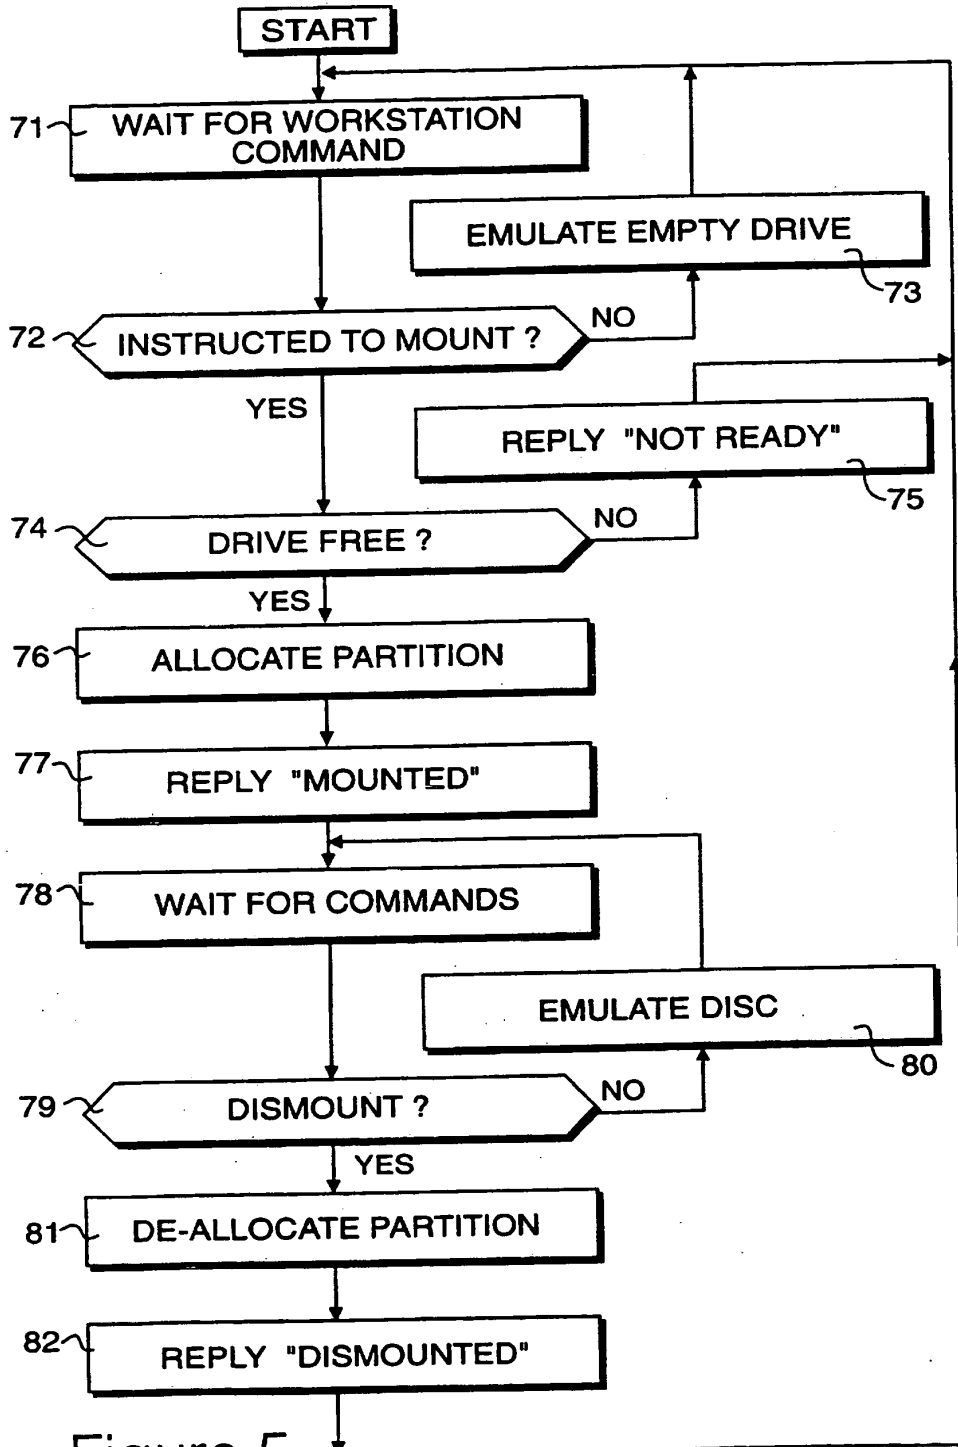 START
71
WAIT FOR WORKSTATION
COMMAND
EMULATE EMPTY DRIVE
73
72
INSTRUCTED TO MOUNT ?
NO
YES
REPLY "NOT READY"
75
74
DRIVE FREE ?
NO
YES
76
ALLOCATE PARTITION
77
REPLY "MOUNTED"
78
WAIT FOR COMMANDS
EMULATE DISC
80
79
DISMOUNT ?
NO
YES
81
DE-ALLOCATE PARTITION
82
REPLY "DISMOUNTED"
Figure 5